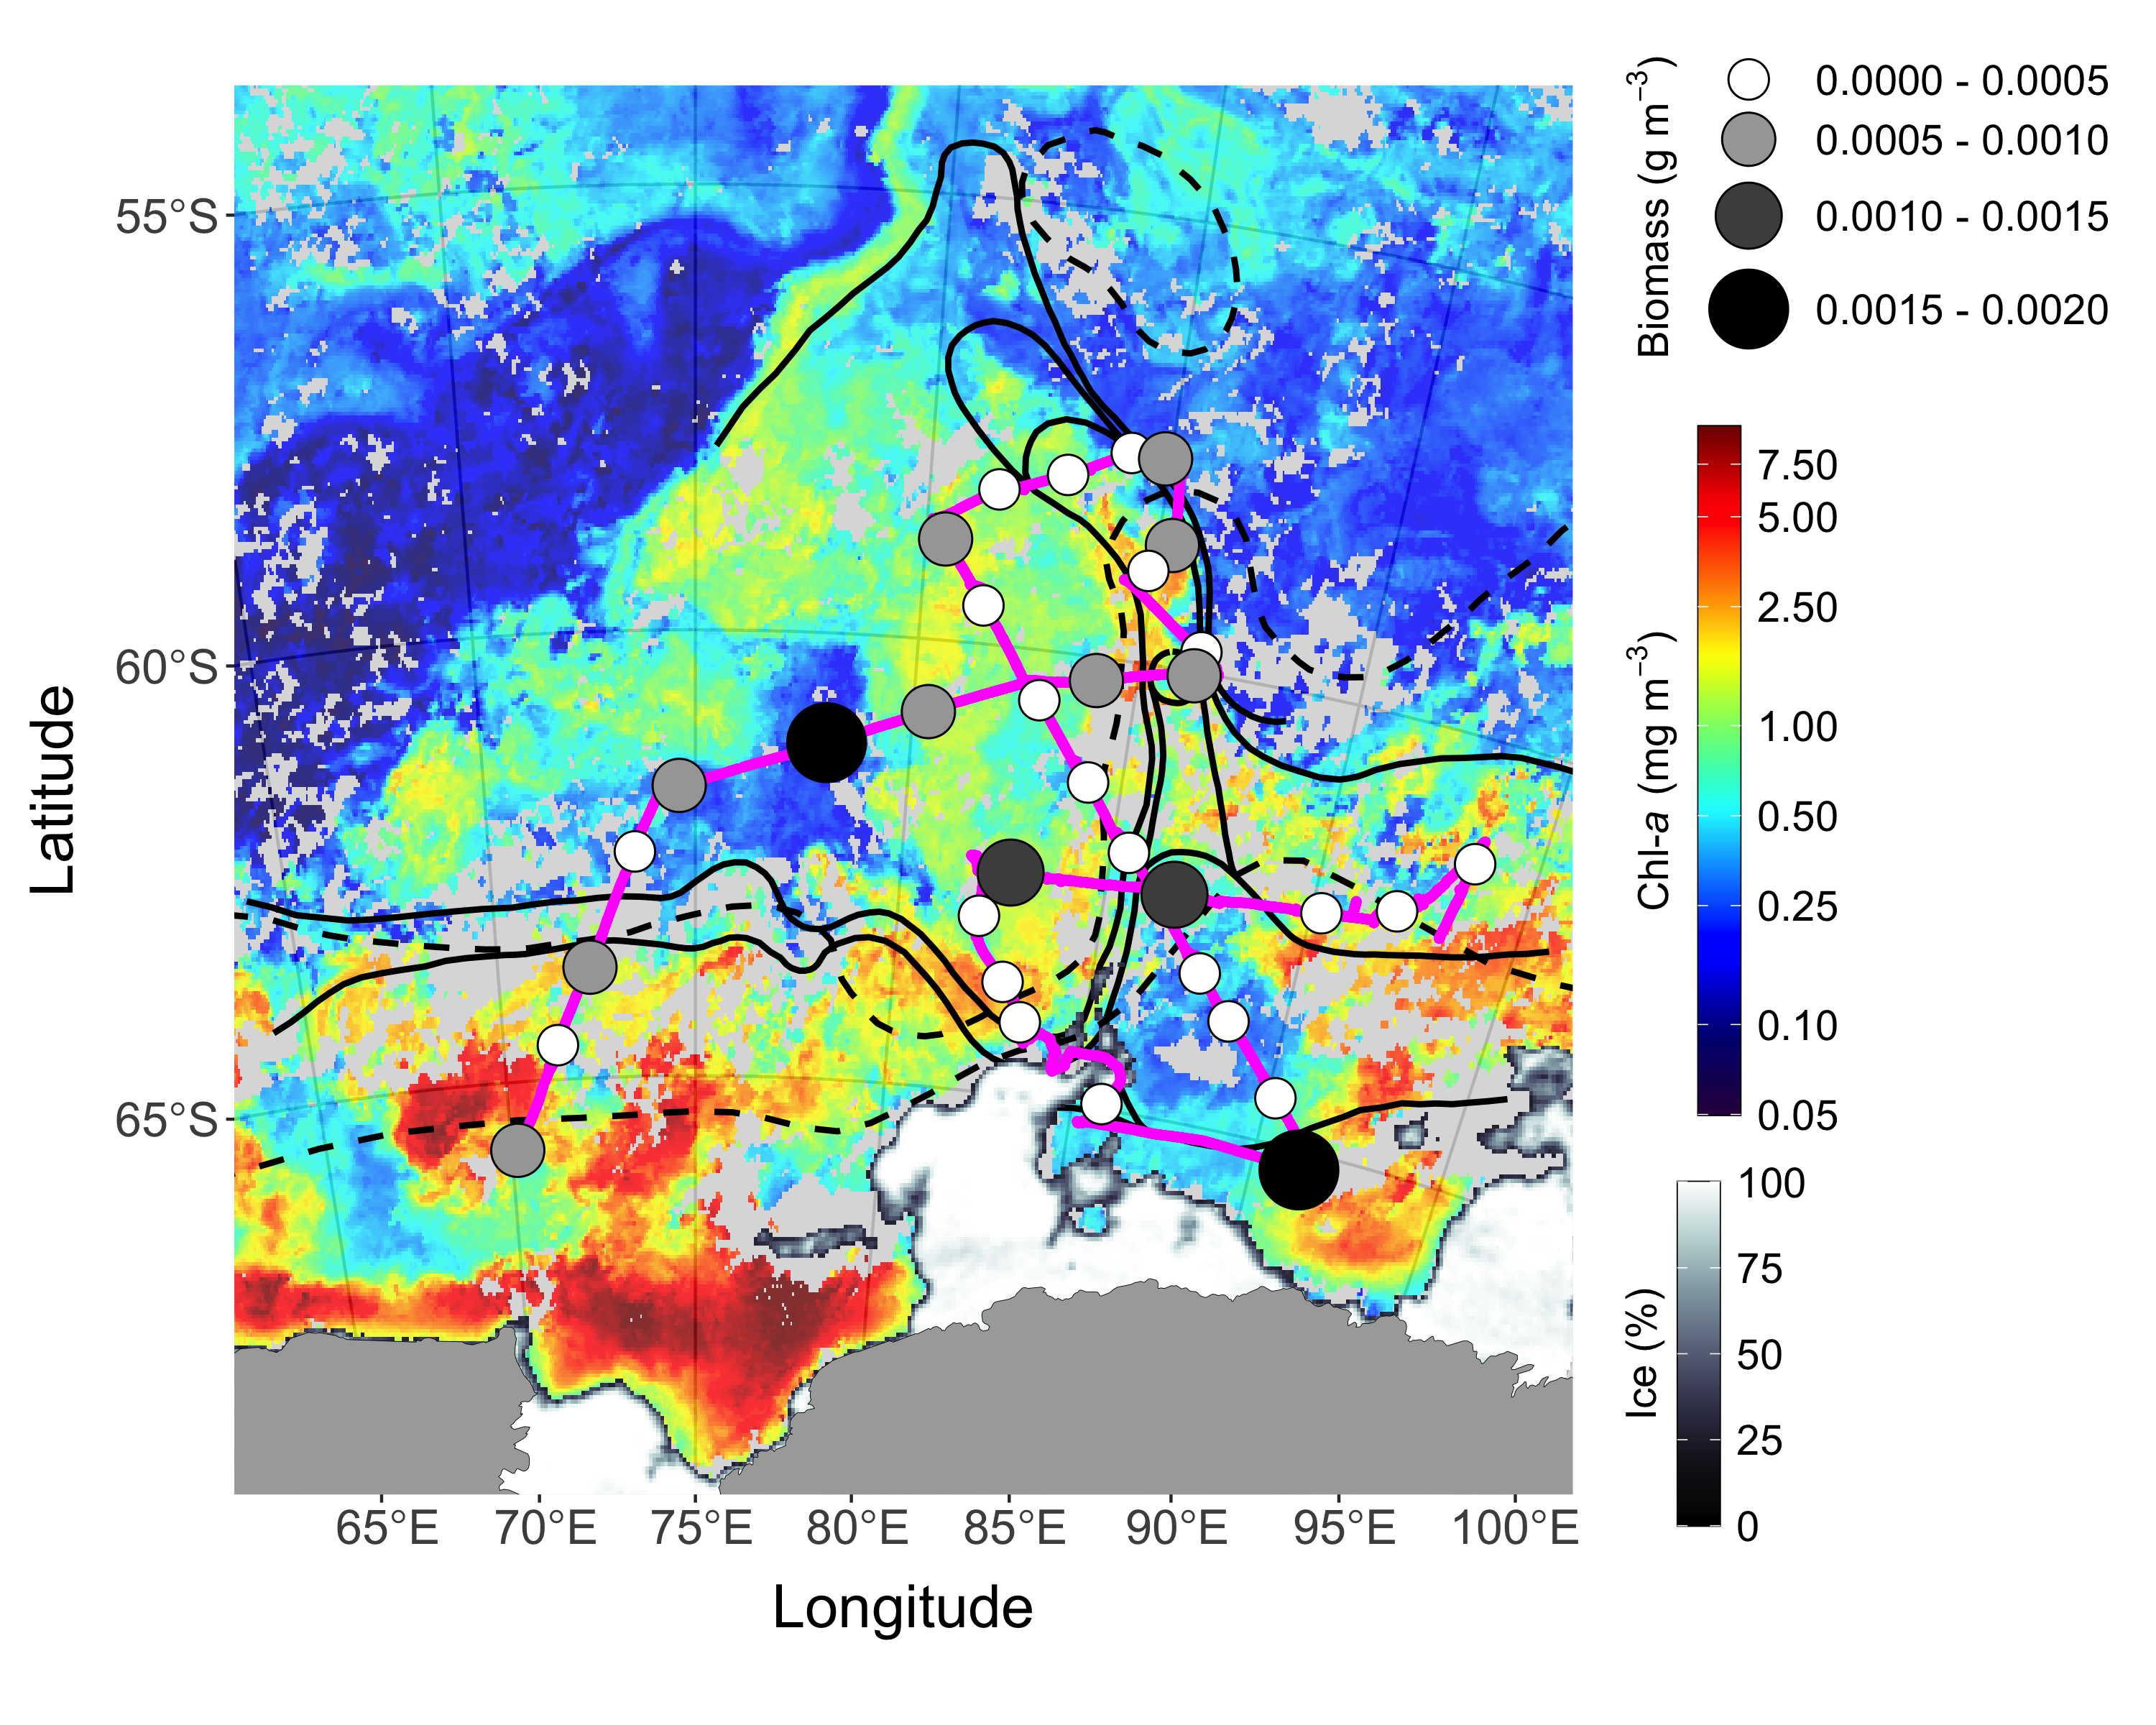 55°S
60°S
65°S
Latitude
65°E 70°E 75°E 80°E 85°E 90°E 95°E 100°E
Longitude
Biomass (g m⁻³)
0.0000 - 0.0005
0.0005 - 0.0010
0.0010 - 0.0015
0.0015 - 0.0020
Chl-a (mg m⁻³)
7.50
5.00
2.50
1.00
0.50
0.25
0.10
0.05
Ice (%)
100
75
50
25
0